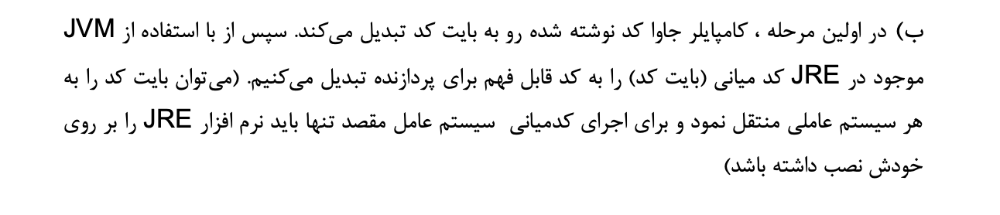 ب) در اولین مرحله ، کامپایلر جاوا کد نوشته شده رو به بایت کد تبدیل می‌کند. سپس از با استفاده از JVM
موجود در JRE کد میانی (بایت کد) را به کد قابل فهم برای پردازنده تبدیل می‌کنیم. (می‌توان بایت کد را به
هر سیستم عاملی منتقل نمود و برای اجرای کدمیانی سیستم عامل مقصد تنها باید نرم افزار JRE را بر روی
خودش نصب داشته باشد)